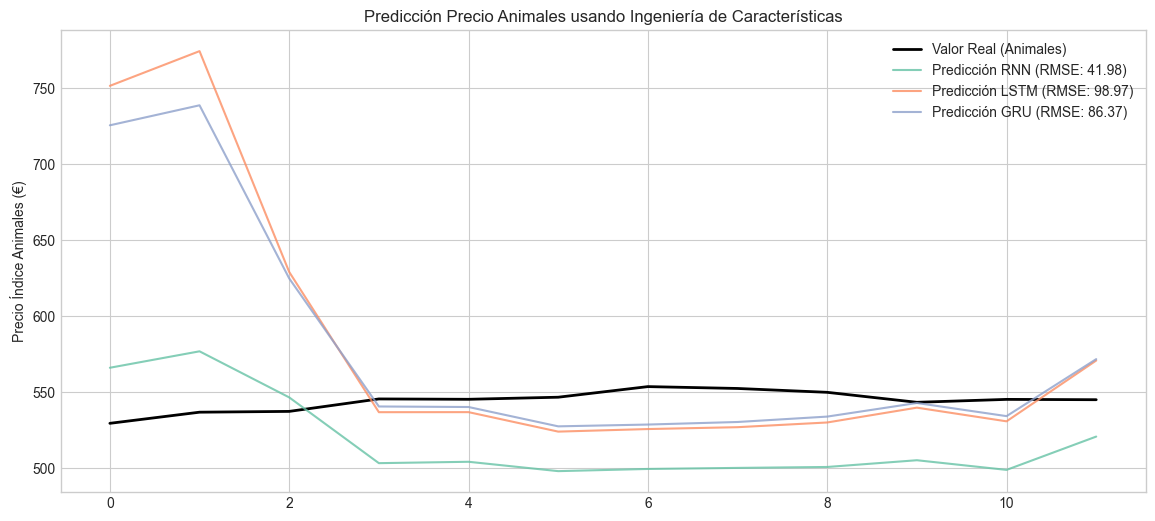 Predicción Precio Animales usando Ingeniería de Características
Precio Índice Animales (€)
Valor Real (Animales)
Predicción RNN (RMSE: 41.98)
Predicción LSTM (RMSE: 98.97)
Predicción GRU (RMSE: 86.37)
750
700
650
600
550
500
0 2 4 6 8 10